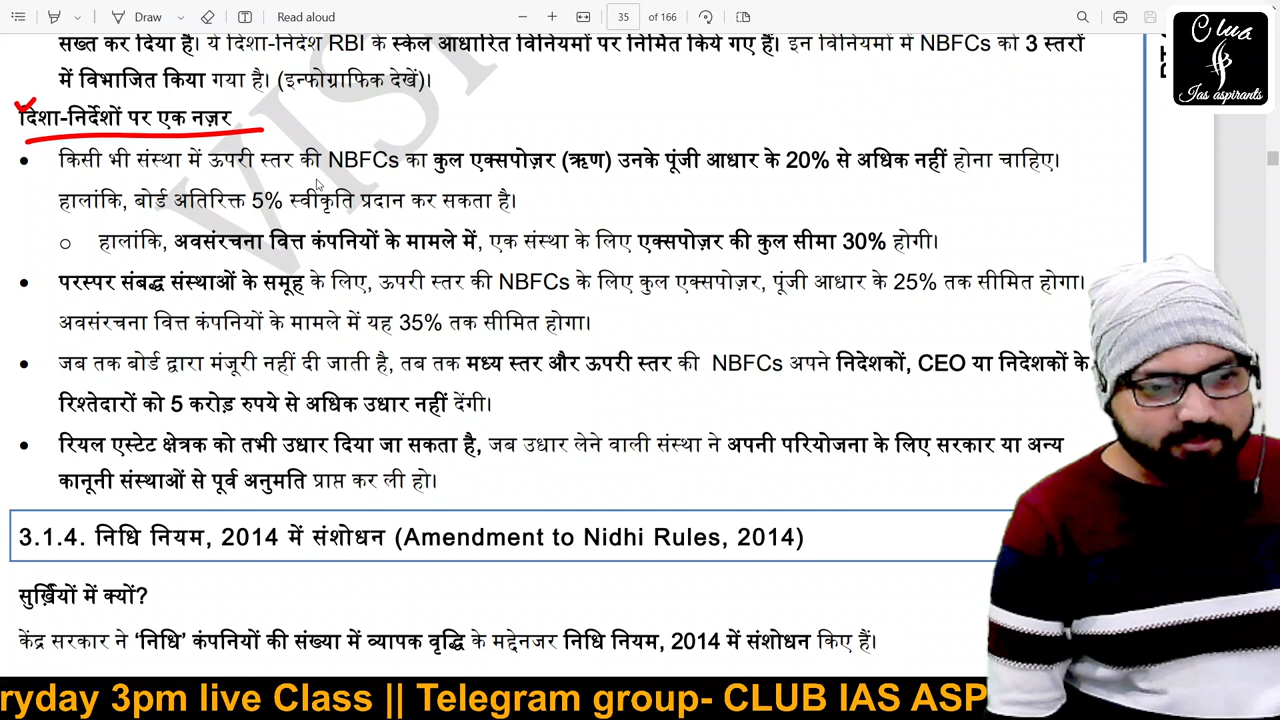 Draw
Read aloud
35
of 166
सख्त कर दिया है। ये दिशा-निर्देश RBI के स्केल आधारित विनियमों पर निर्मित किये गए हैं। इन विनियमों में NBFCs को 3 स्तरों
में विभाजित किया गया है। (इन्फोग्राफिक देखें)।
दिशा-निर्देशों पर एक नज़र
• किसी भी संस्था में ऊपरी स्तर की NBFCs का कुल एक्सपोज़र (ऋण) उनके पूंजी आधार के 20% से अधिक नहीं होना चाहिए।
हालांकि, बोर्ड अतिरिक्त 5% स्वीकृति प्रदान कर सकता है।
o हालांकि, अवसंरचना वित्त कंपनियों के मामले में, एक संस्था के लिए एक्सपोज़र की कुल सीमा 30% होगी।
• परस्पर संबद्ध संस्थाओं के समूह के लिए, ऊपरी स्तर की NBFCs के लिए कुल एक्सपोज़र, पूंजी आधार के 25% तक सीमित होगा।
अवसंरचना वित्त कंपनियों के मामले में यह 35% तक सीमित होगा।
• जब तक बोर्ड द्वारा मंजूरी नहीं दी जाती है, तब तक मध्य स्तर और ऊपरी स्तर की NBFCs अपने निदेशकों, CEO या निदेशकों के
रिश्तेदारों को 5 करोड़ रुपये से अधिक उधार नहीं देंगी।
• रियल एस्टेट क्षेत्रक को तभी उधार दिया जा सकता है, जब उधार लेने वाली संस्था ने अपनी परियोजना के लिए सरकार या अन्य
कानूनी संस्थाओं से पूर्व अनुमति प्राप्त कर ली हो।
3.1.4. निधि नियम, 2014 में संशोधन (Amendment to Nidhi Rules, 2014)
सुर्ख़ियों में क्यों?
केंद्र सरकार ने ‘निधि’ कंपनियों की संख्या में व्यापक वृद्धि के मद्देनजर निधि नियम, 2014 में संशोधन किए हैं।
Club
Ias aspirants
ryday 3pm live Class || Telegram group- CLUB IAS ASP